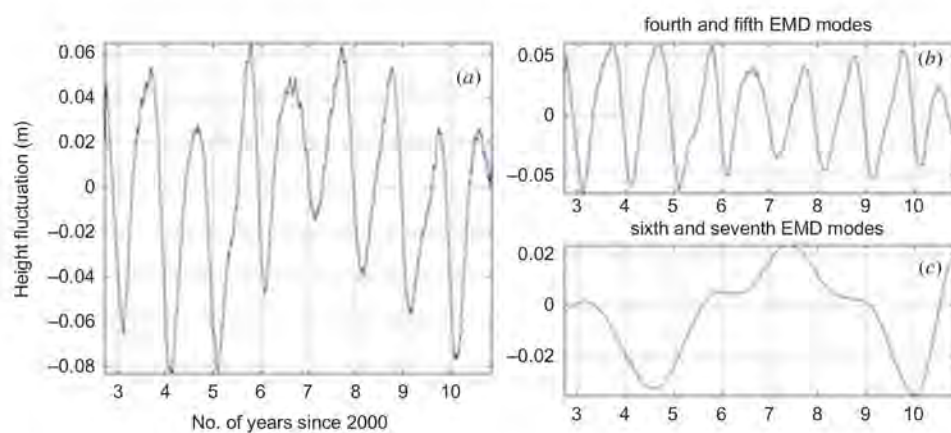 0.06
0.04
0.02
0
−0.02
−0.04
−0.06
−0.08
Height fluctuation (m)
(a)
3 4 5 6 7 8 9 10
No. of years since 2000
fourth and fifth EMD modes
0.05
0
−0.05
(b)
3 4 5 6 7 8 9 10
sixth and seventh EMD modes
0.02
0
−0.02
(c)
3 4 5 6 7 8 9 10